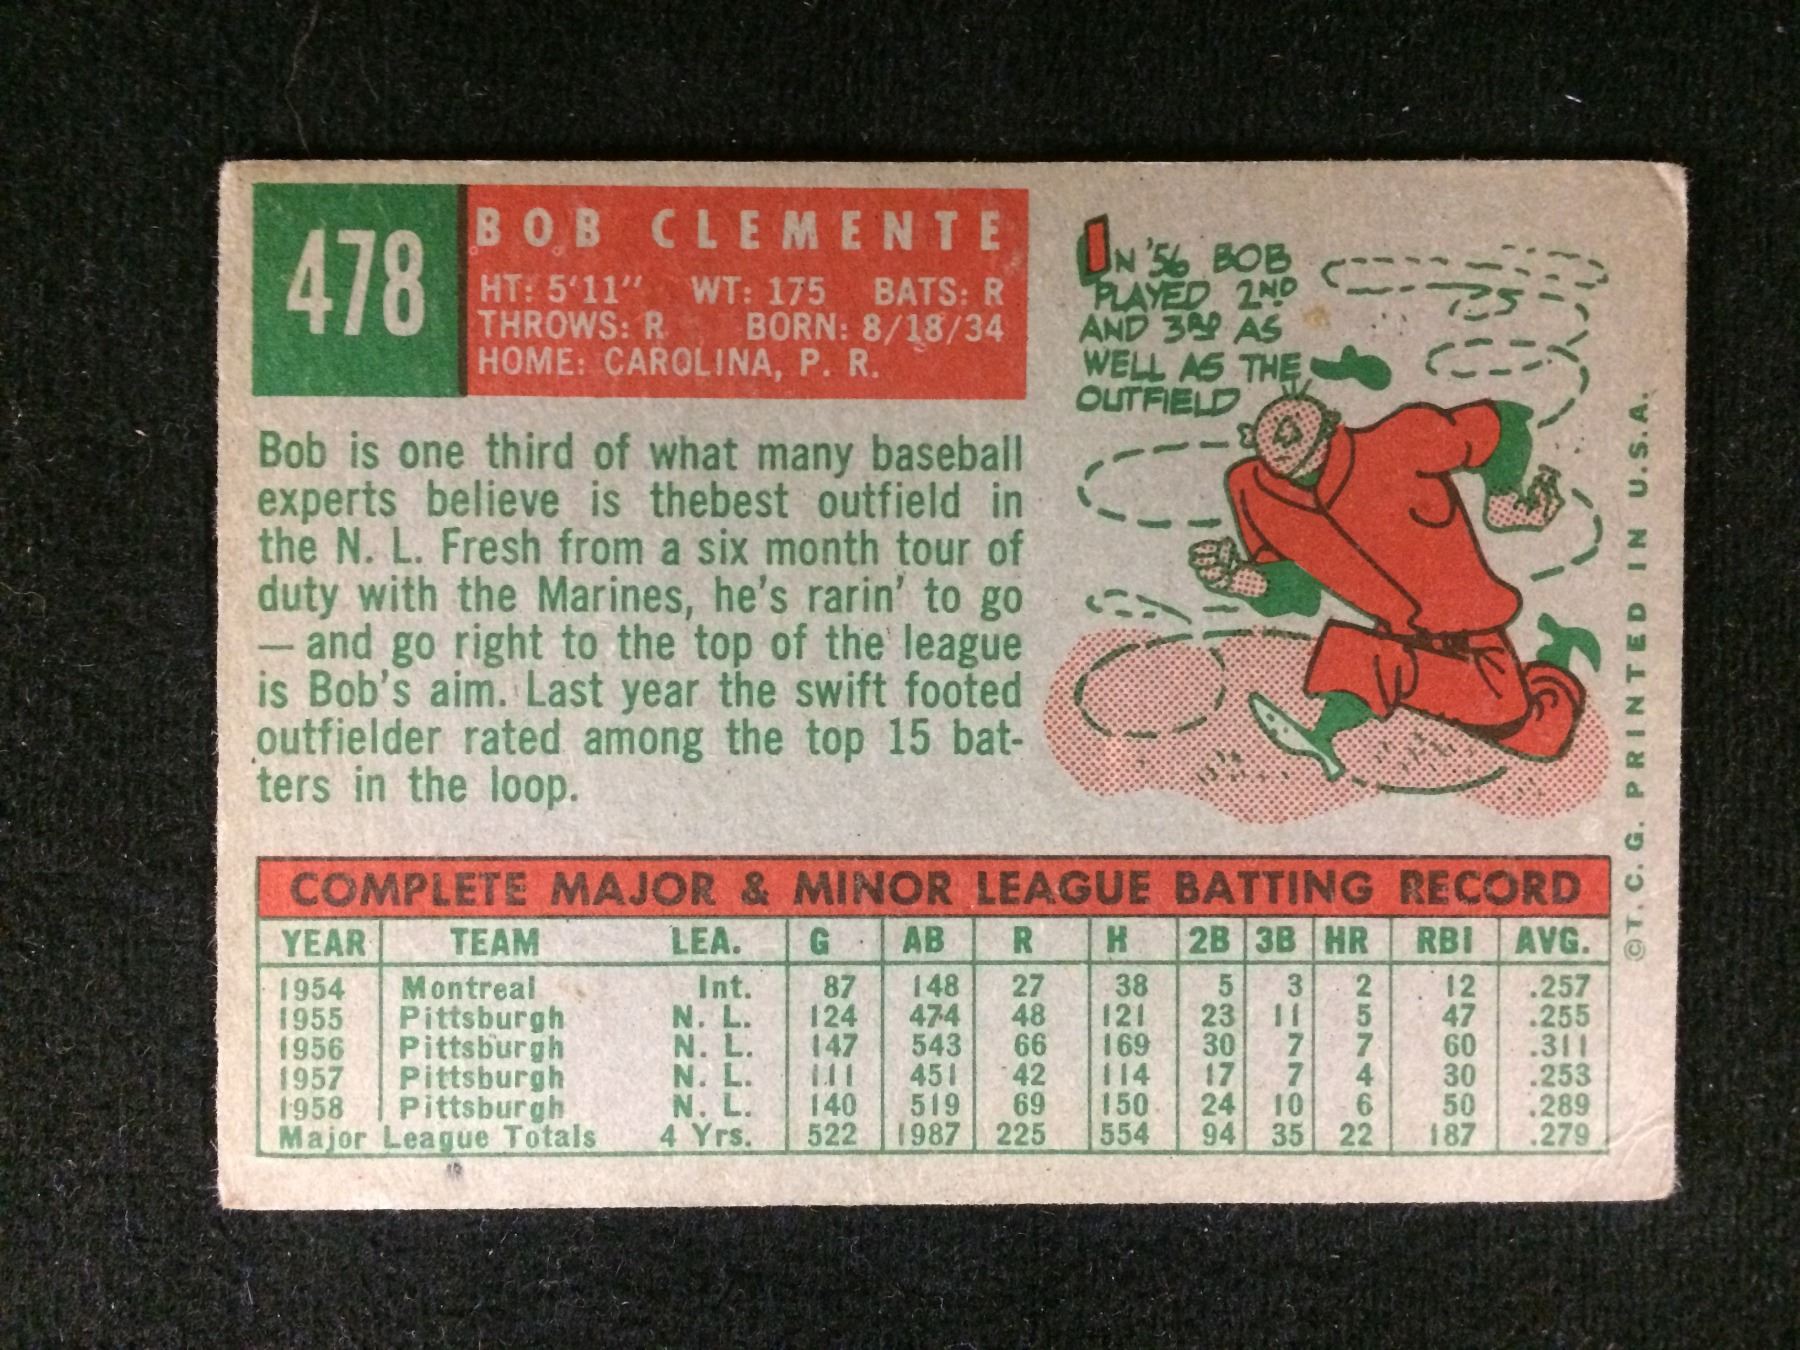 478
BOB CLEMENTE
HT: 5'11" WT: 175 BATS: R
THROWS: R BORN: 8/18/34
HOME: CAROLINA, P. R.
IN '56 BOB
PLAYED 2ND
AND 3RD AS
WELL AS THE
OUTFIELD
Bob is one third of what many baseball
experts believe is thebest outfield in
the N. L. Fresh from a six month tour of
duty with the Marines, he's rarin' to go
— and go right to the top of the league
is Bob's aim. Last year the swift footed
outfielder rated among the top 15 bat-
ters in the loop.
COMPLETE MAJOR & MINOR LEAGUE BATTING RECORD
YEAR TEAM LEA. G AB R H 2B 3B HR RBI AVG.
1954 Montreal Int. 87 148 27 38 5 3 2 12 .257
1955 Pittsburgh N. L. 124 474 48 121 23 11 5 47 .255
1956 Pittsburgh N. L. 147 543 66 169 30 7 7 60 .311
1957 Pittsburgh N. L. 111 451 42 114 17 7 4 30 .253
1958 Pittsburgh N. L. 140 519 69 150 24 10 6 50 .289
Major League Totals 4 Yrs. 522 1987 225 554 94 35 22 187 .279
©T. C. G. PRINTED IN U.S.A.